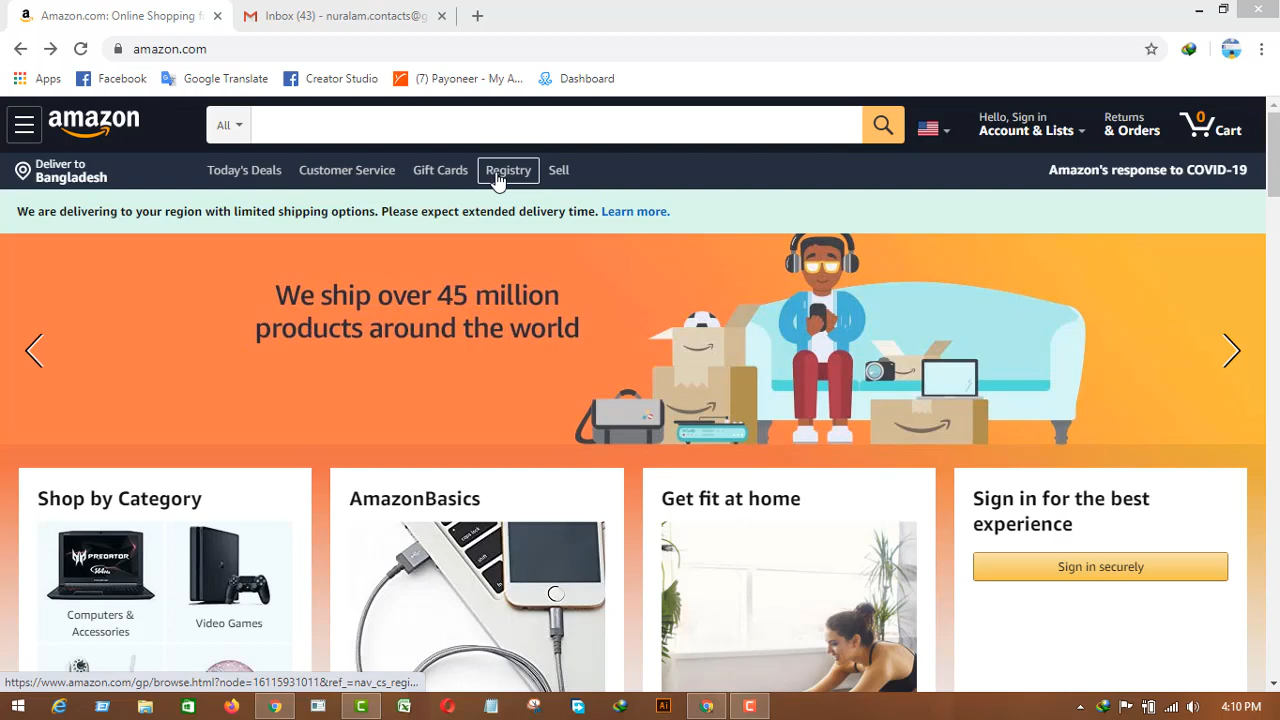 Amazon.com: Online Shopping f
Inbox (43) - nuralam.contacts@g
amazon.com
Apps
Facebook
Google Translate
Creator Studio
(7) Payoneer - My A...
Dashboard
amazon
All
Hello, Sign in
Account & Lists
Returns
& Orders
0
Cart
Deliver to
Bangladesh
Today's Deals
Customer Service
Gift Cards
Registry
Sell
Amazon's response to COVID-19
We are delivering to your region with limited shipping options. Please expect extended delivery time. Learn more.
We ship over 45 million
products around the world
Shop by Category
PREDATOR
Computers &
Accessories
Video Games
AmazonBasics
Get fit at home
Sign in for the best
experience
Sign in securely
https://www.amazon.com/gp/browse.html?node=16115931011&ref_=nav_cs_regi...
4:10 PM